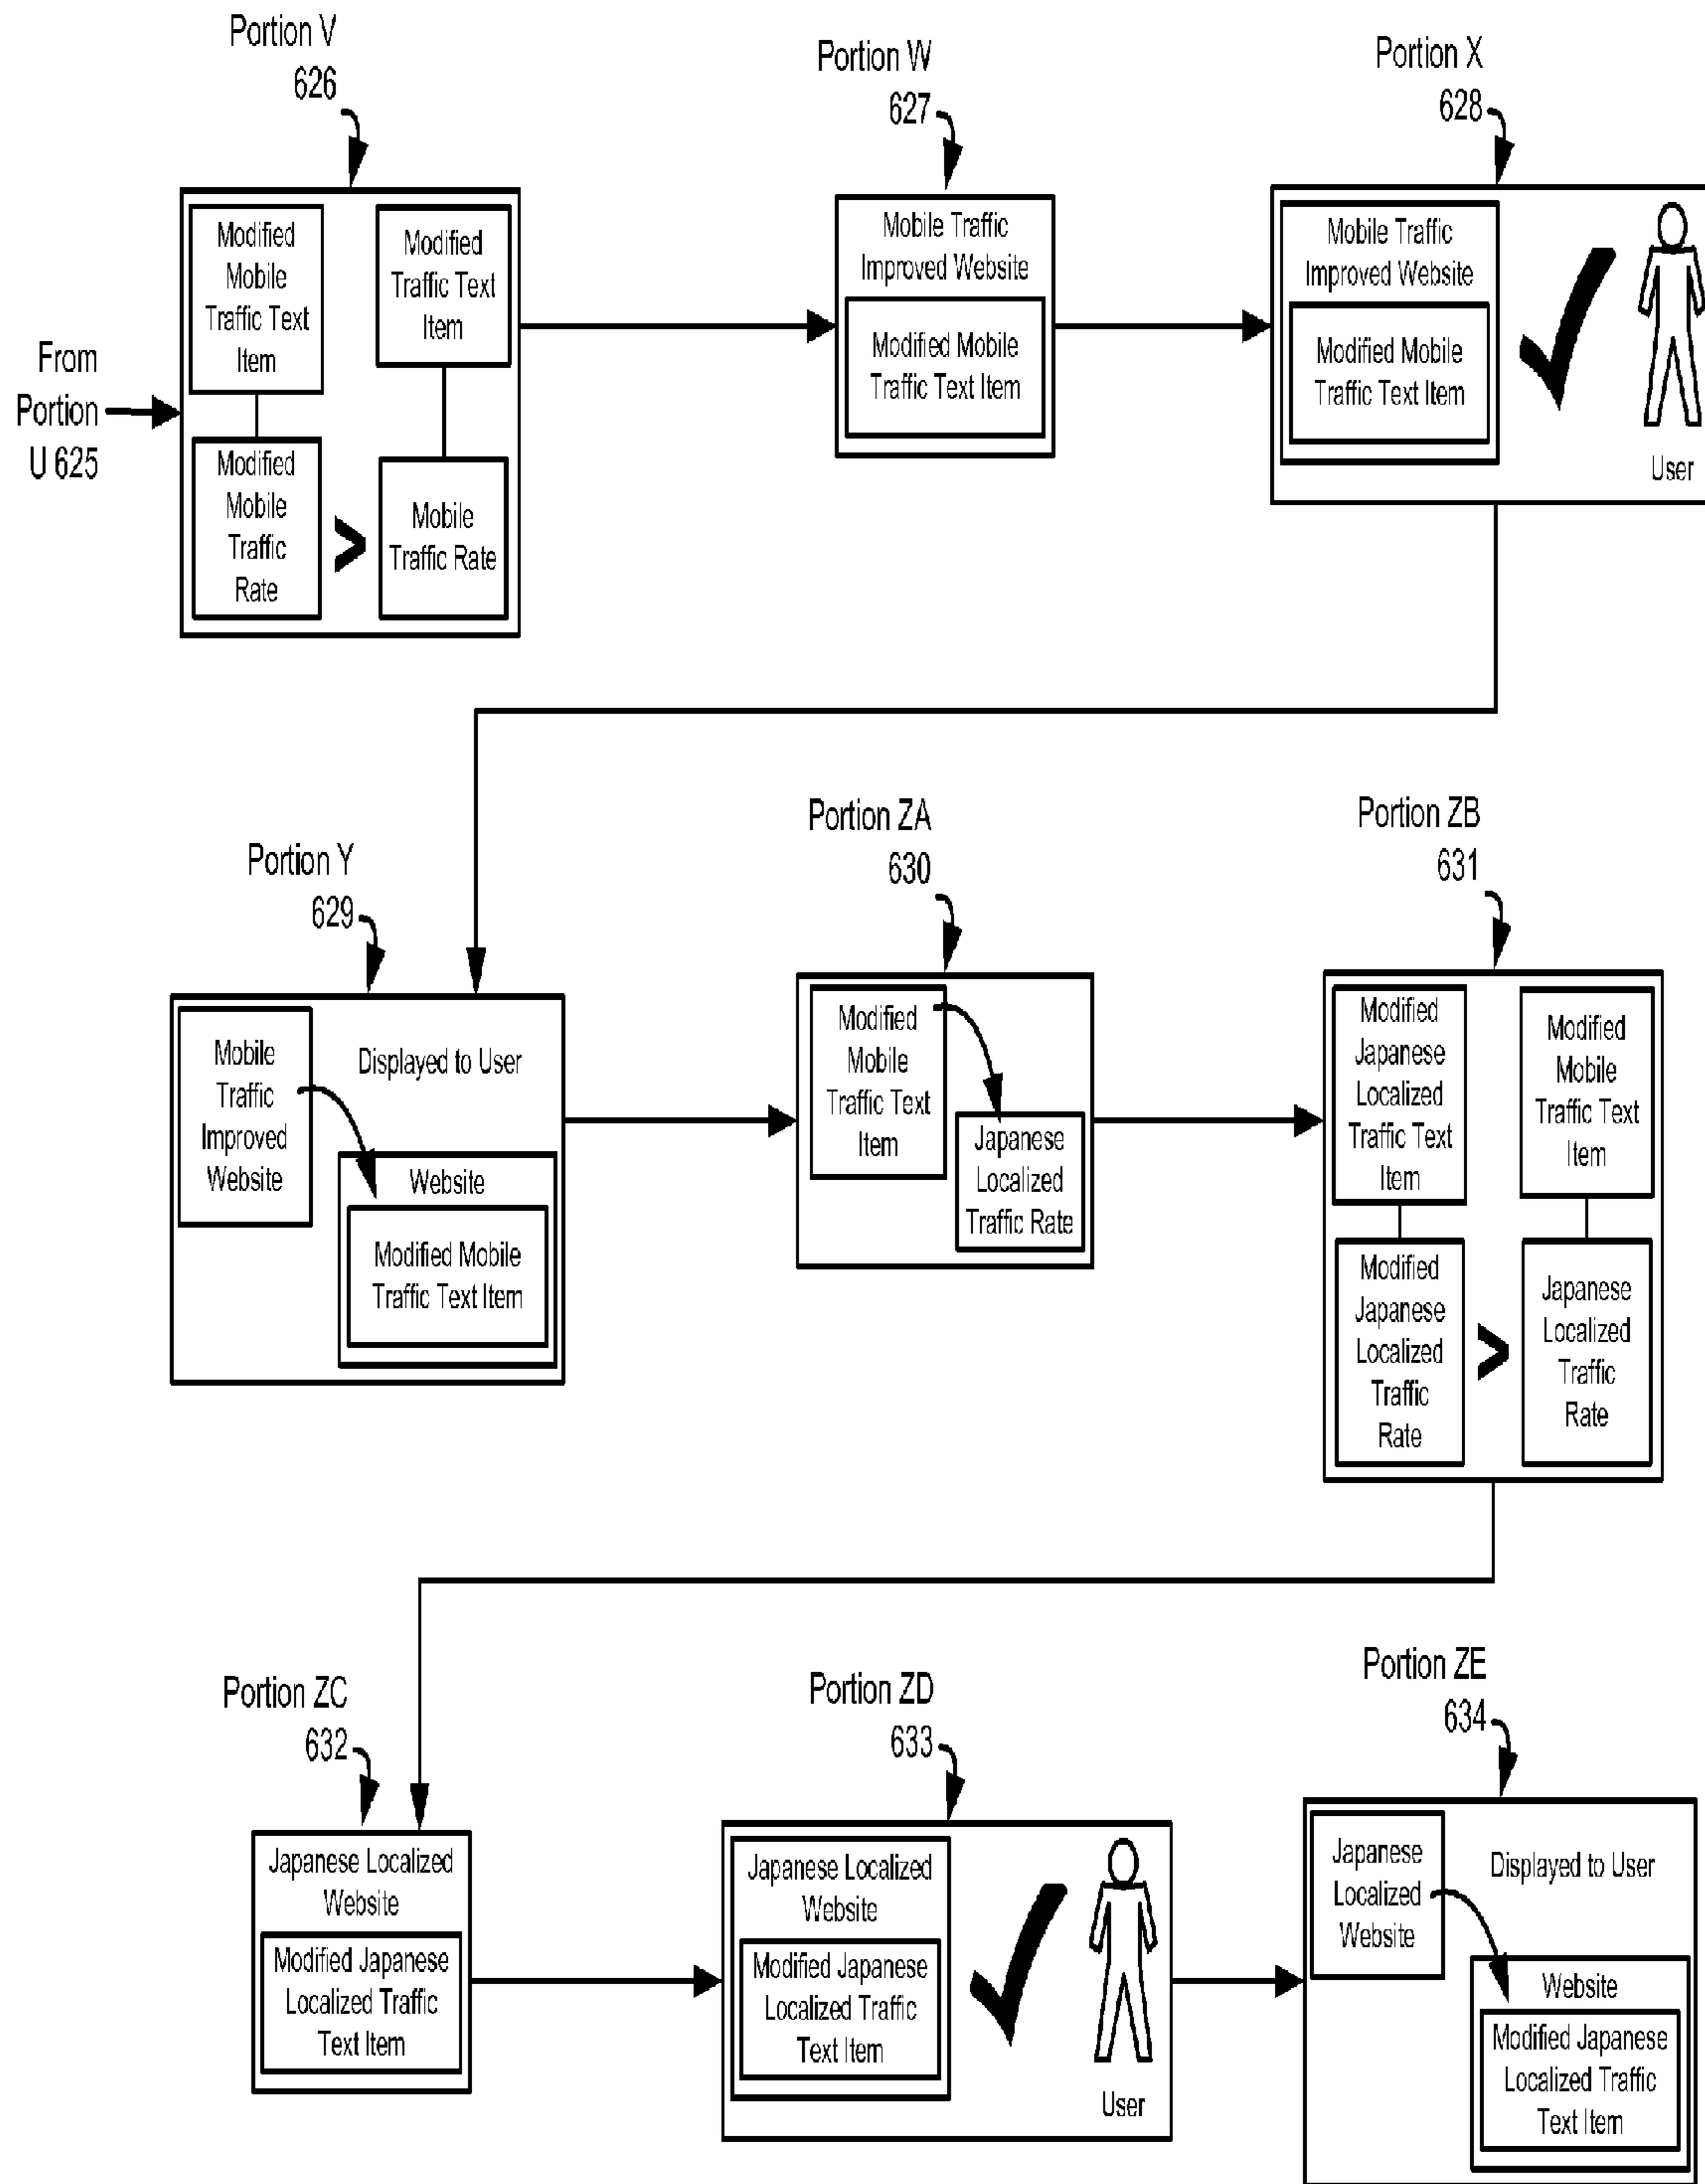 Portion V
626
Portion W
627
Portion X
628
From
Portion
U 625
Modified
Mobile
Traffic Text
Item
Modified
Traffic Text
Item
Modified
Mobile
Traffic
Rate
>
Mobile
Traffic Rate
Mobile Traffic
Improved Website
Modified Mobile
Traffic Text Item
Mobile Traffic
Improved Website
Modified Mobile
Traffic Text Item
User
Portion Y
629
Portion ZA
630
Portion ZB
631
Mobile
Traffic
Improved
Website
Displayed to User
Website
Modified Mobile
Traffic Text Item
Modified
Mobile
Traffic Text
Item
Japanese
Localized
Traffic Rate
Modified
Japanese
Localized
Traffic Text
Item
Modified
Mobile
Traffic Text
Item
Modified
Japanese
Localized
Traffic
Rate
>
Japanese
Localized
Traffic
Rate
Portion ZC
632
Portion ZD
633
Portion ZE
634
Japanese Localized
Website
Modified Japanese
Localized Traffic
Text Item
Japanese Localized
Website
Modified Japanese
Localized Traffic
Text Item
User
Japanese
Localized
Website
Displayed to User
Website
Modified Japanese
Localized Traffic
Text Item